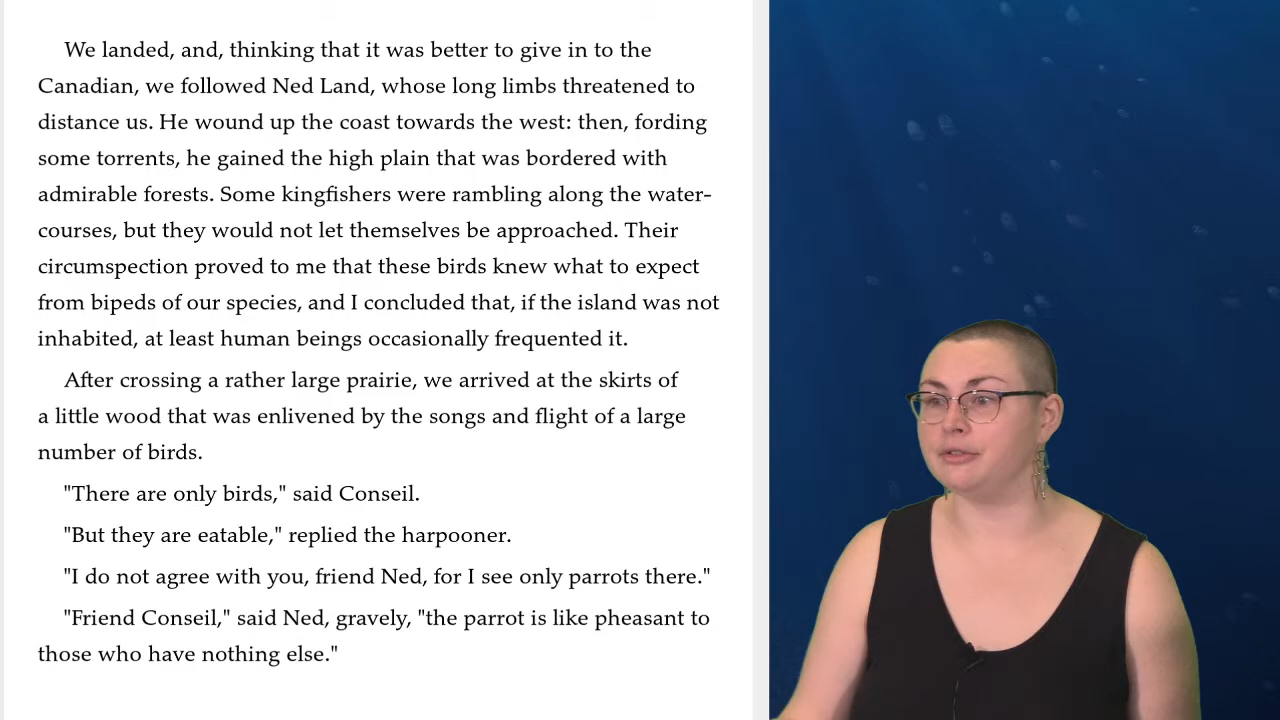 We landed, and, thinking that it was better to give in to the
Canadian, we followed Ned Land, whose long limbs threatened to
distance us. He wound up the coast towards the west: then, fording
some torrents, he gained the high plain that was bordered with
admirable forests. Some kingfishers were rambling along the water-
courses, but they would not let themselves be approached. Their
circumspection proved to me that these birds knew what to expect
from bipeds of our species, and I concluded that, if the island was not
inhabited, at least human beings occasionally frequented it.
After crossing a rather large prairie, we arrived at the skirts of
a little wood that was enlivened by the songs and flight of a large
number of birds.
"There are only birds," said Conseil.
"But they are eatable," replied the harpooner.
"I do not agree with you, friend Ned, for I see only parrots there."
"Friend Conseil," said Ned, gravely, "the parrot is like pheasant to
those who have nothing else."